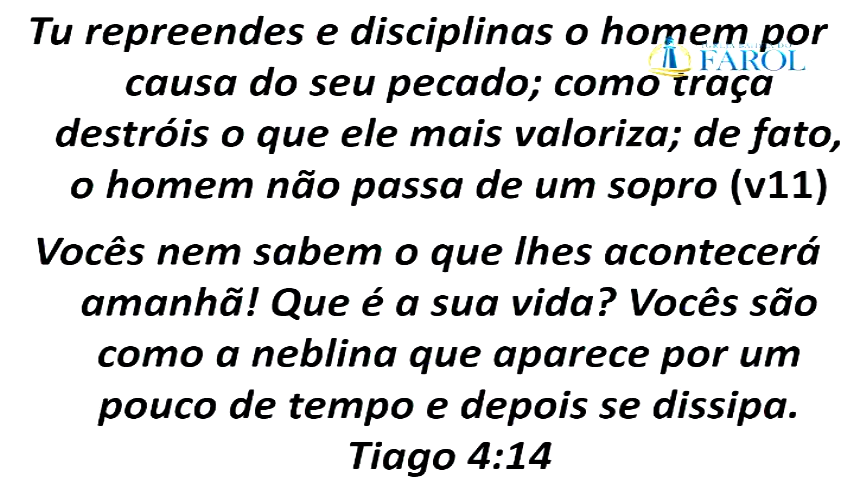 Tu repreendes e disciplinas o homem por
FAROL
causa do seu pecado; como traça
destróis o que ele mais valoriza; de fato,
o homem não passa de um sopro (v11)
Vocês nem sabem o que lhes acontecerá
amanhã! Que é a sua vida? Vocês são
como a neblina que aparece por um
pouco de tempo e depois se dissipa.
Tiago 4:14